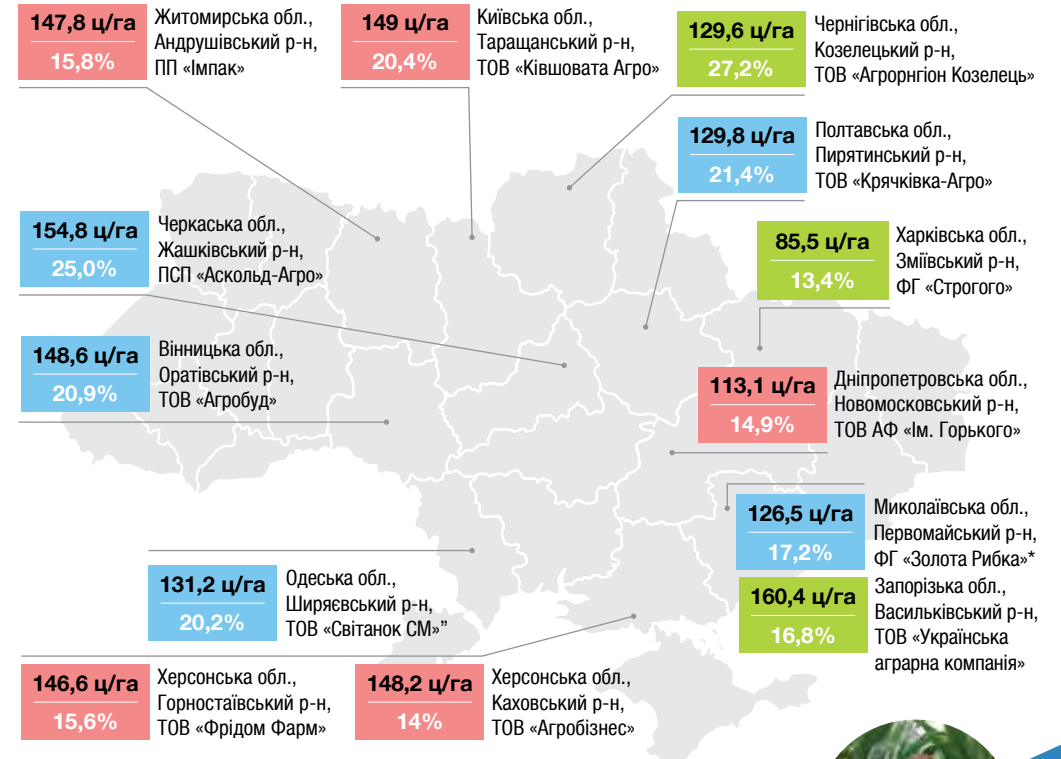 147,8 ц/га
15,8%
Житомирська обл.,
Андрушівський р-н,
ПП «Імпак»
149 ц/га
20,4%
Київська обл.,
Таращанський р-н,
ТОВ «Ківшовата Агро»
129,6 ц/га
27,2%
Чернігівська обл.,
Козелецький р-н,
ТОВ «Агрорнгіон Козелець»
129,8 ц/га
21,4%
Полтавська обл.,
Пирятинський р-н,
ТОВ «Крячківка-Агро»
154,8 ц/га
25,0%
Черкаська обл.,
Жашківський р-н,
ПСП «Аскольд-Агро»
85,5 ц/га
13,4%
Харківська обл.,
Зміївський р-н,
ФГ «Строгого»
148,6 ц/га
20,9%
Вінницька обл.,
Оратівський р-н,
ТОВ «Агробуд»
113,1 ц/га
14,9%
Дніпропетровська обл.,
Новомосковський р-н,
ТОВ АФ «Ім. Горького»
126,5 ц/га
17,2%
Миколаївська обл.,
Первомайський р-н,
ФГ «Золота Рибка»*
131,2 ц/га
20,2%
Одеська обл.,
Ширяєвський р-н,
ТОВ «Світанок СМ»”
160,4 ц/га
16,8%
Запорізька обл.,
Васильківський р-н,
ТОВ «Українська
аграрна компанія»
146,6 ц/га
15,6%
Херсонська обл.,
Горностаївський р-н,
ТОВ «Фрідом Фарм»
148,2 ц/га
14%
Херсонська обл.,
Каховський р-н,
ТОВ «Агробізнес»